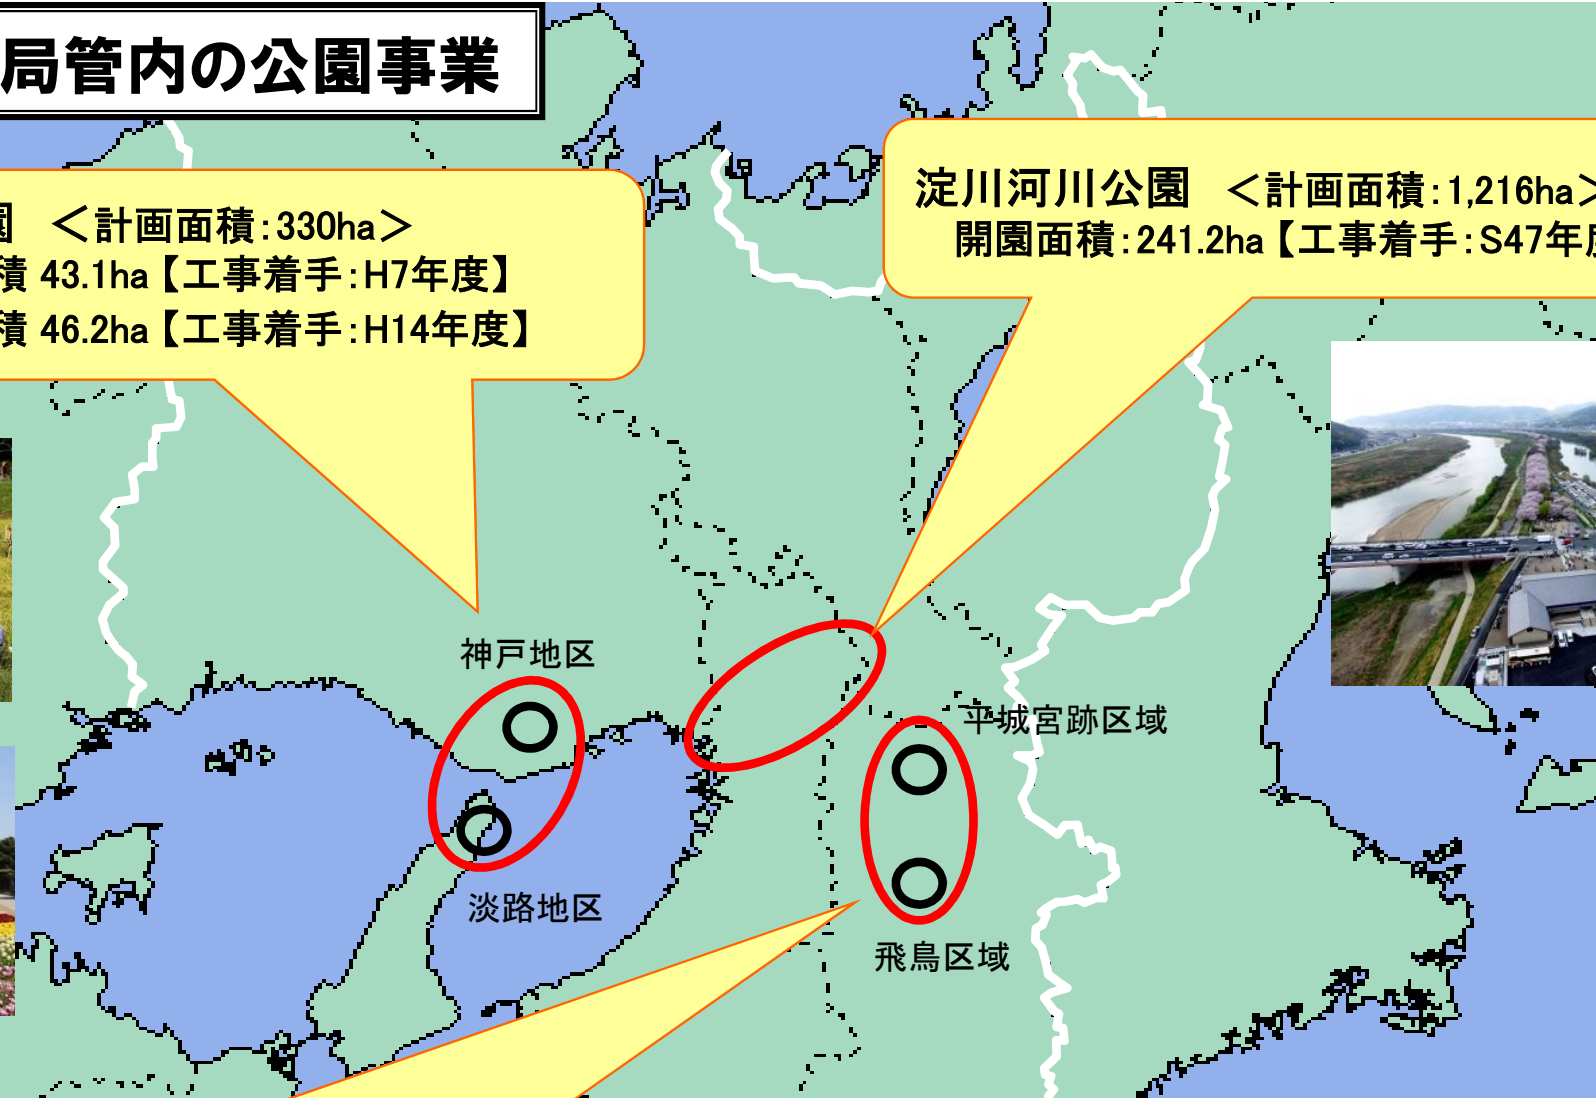 局管内の公園事業
園 ＜計画面積：330ha＞
積 43.1ha【工事着手：H7年度】
積 46.2ha【工事着手：H14年度】
淀川河川公園 ＜計画面積：1,216ha＞
開園面積：241.2ha【工事着手：S47年度
神戸地区
平城宮跡区域
淡路地区
飛鳥区域